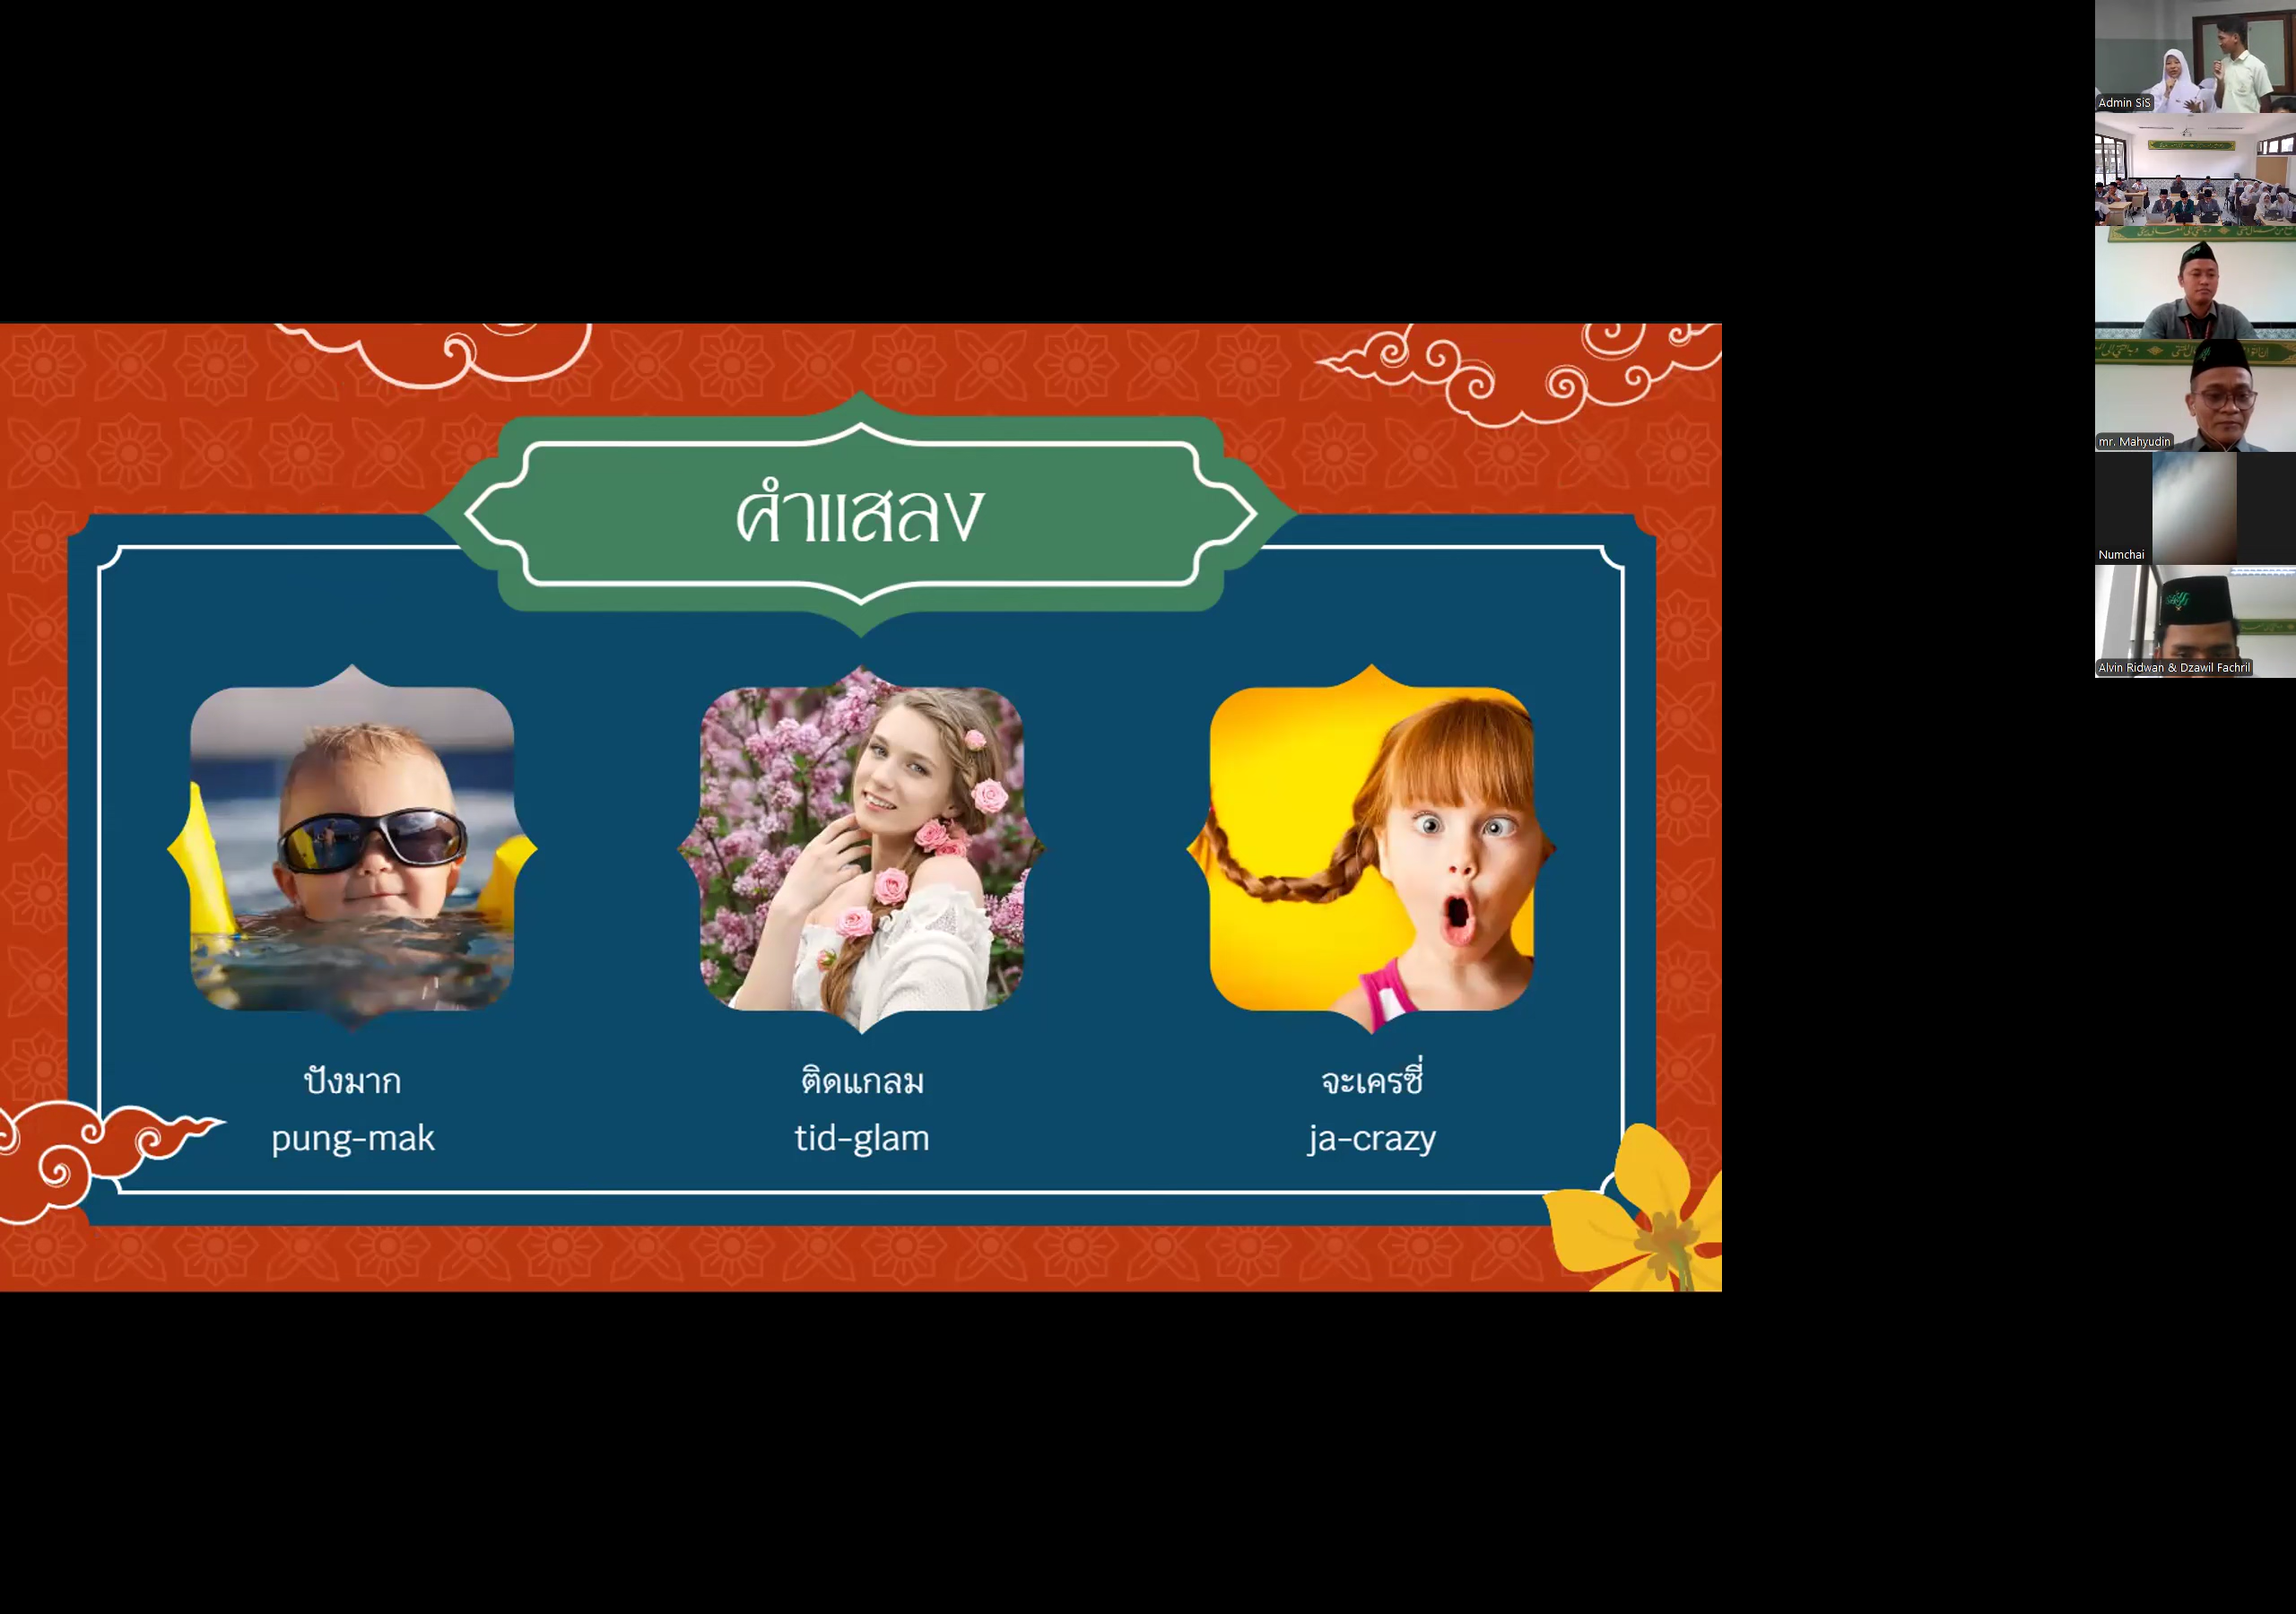 คำแสลง
ปังมาก
pung-mak
ติดแกลม
tid-glam
จะเครซี่
ja-crazy
Admin SiS
mr. Mahyudin
Numchai
Alvin Ridwan & Dzawil Fachril